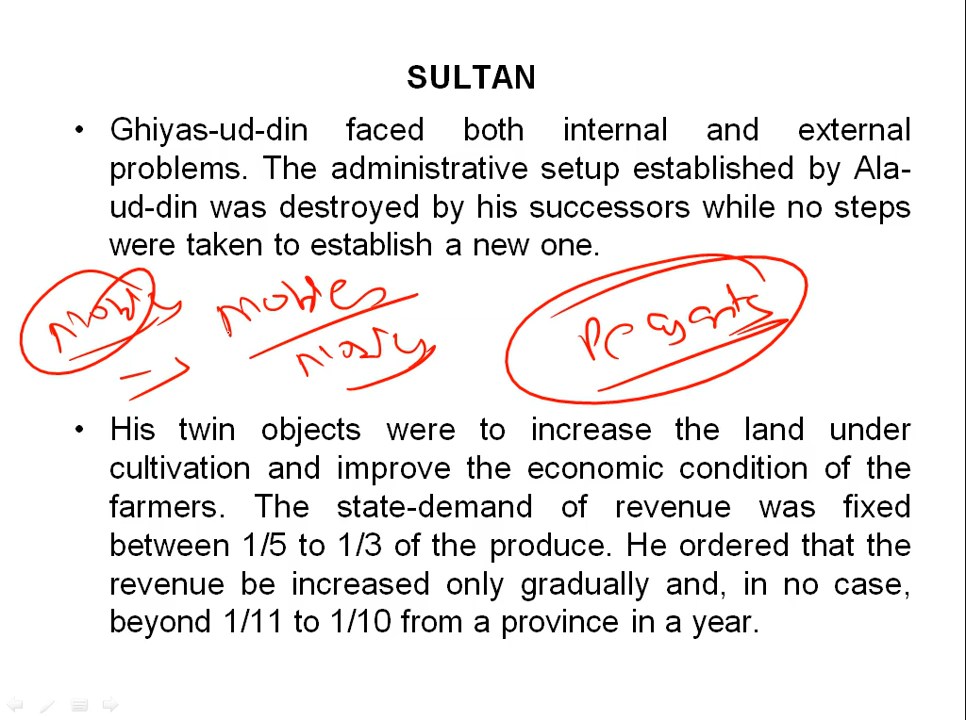 SULTAN
• Ghiyas-ud-din faced both internal and external
problems. The administrative setup established by Ala-
ud-din was destroyed by his successors while no steps
were taken to establish a new one.
Nobles
Peasants
• His twin objects were to increase the land under
cultivation and improve the economic condition of the
farmers. The state-demand of revenue was fixed
between 1/5 to 1/3 of the produce. He ordered that the
revenue be increased only gradually and, in no case,
beyond 1/11 to 1/10 from a province in a year.